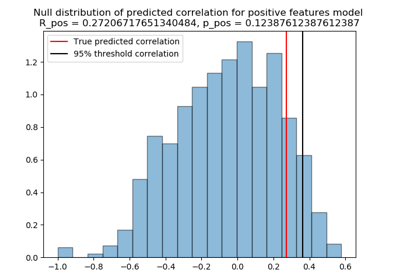 Null distribution of predicted correlation for positive features model
R_pos = 0.27206717651340484, p_pos = 0.12387612387612387
True predicted correlation
95% threshold correlation
1.2
1.0
0.8
0.6
0.4
0.2
0.0
-1.0 -0.8 -0.6 -0.4 -0.2 0.0 0.2 0.4 0.6